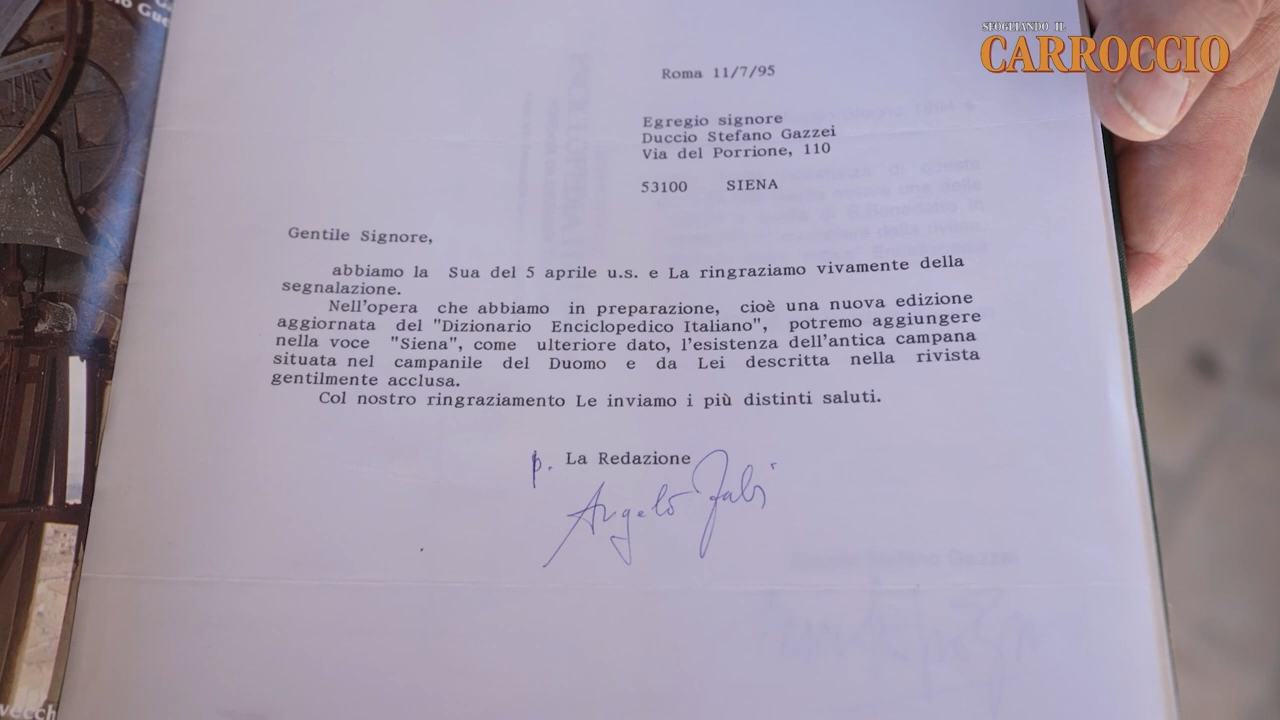 SFOGLIANDO IL
CARROCCIO
Roma 11/7/95
Egregio signore
Duccio Stefano Gazzei
Via del Porrione, 110
53100 SIENA
Gentile Signore,
abbiamo la Sua del 5 aprile u.s. e La ringraziamo vivamente della
segnalazione.
Nell'opera che abbiamo in preparazione, cioè una nuova edizione
aggiornata del "Dizionario Enciclopedico Italiano", potremo aggiungere
nella voce "Siena", come ulteriore dato, l'esistenza dell'antica campana
situata nel campanile del Duomo e da Lei descritta nella rivista
gentilmente acclusa.
Col nostro ringraziamento Le inviamo i più distinti saluti.
p. La Redazione
Angelo Fabi